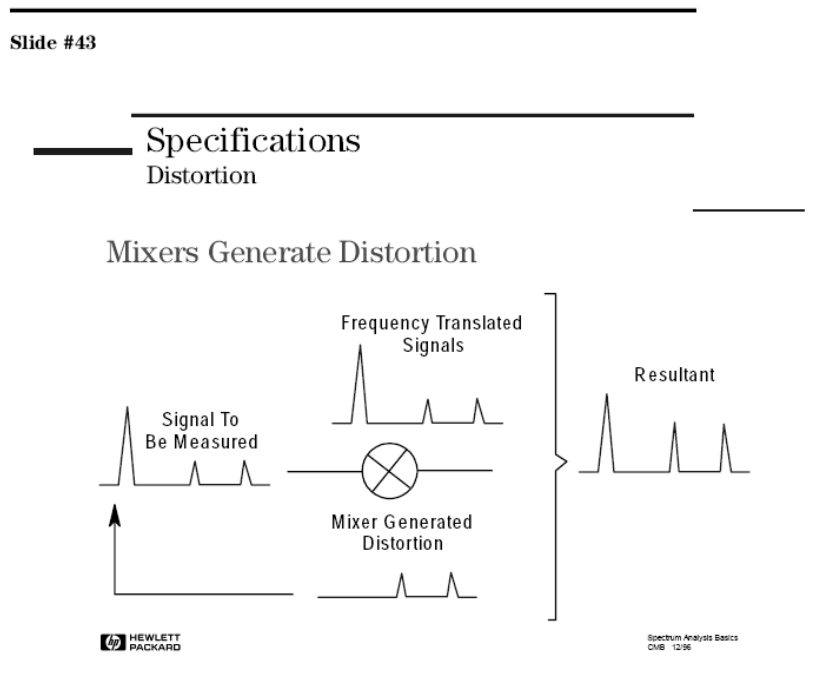 Slide #43
Specifications
Distortion
Mixers Generate Distortion
Frequency Translated
Signals
Resultant
Signal To
Be Measured
Mixer Generated
Distortion
hp HEWLETT
PACKARD
Spectrum Analysis Basics
CMB 12/96